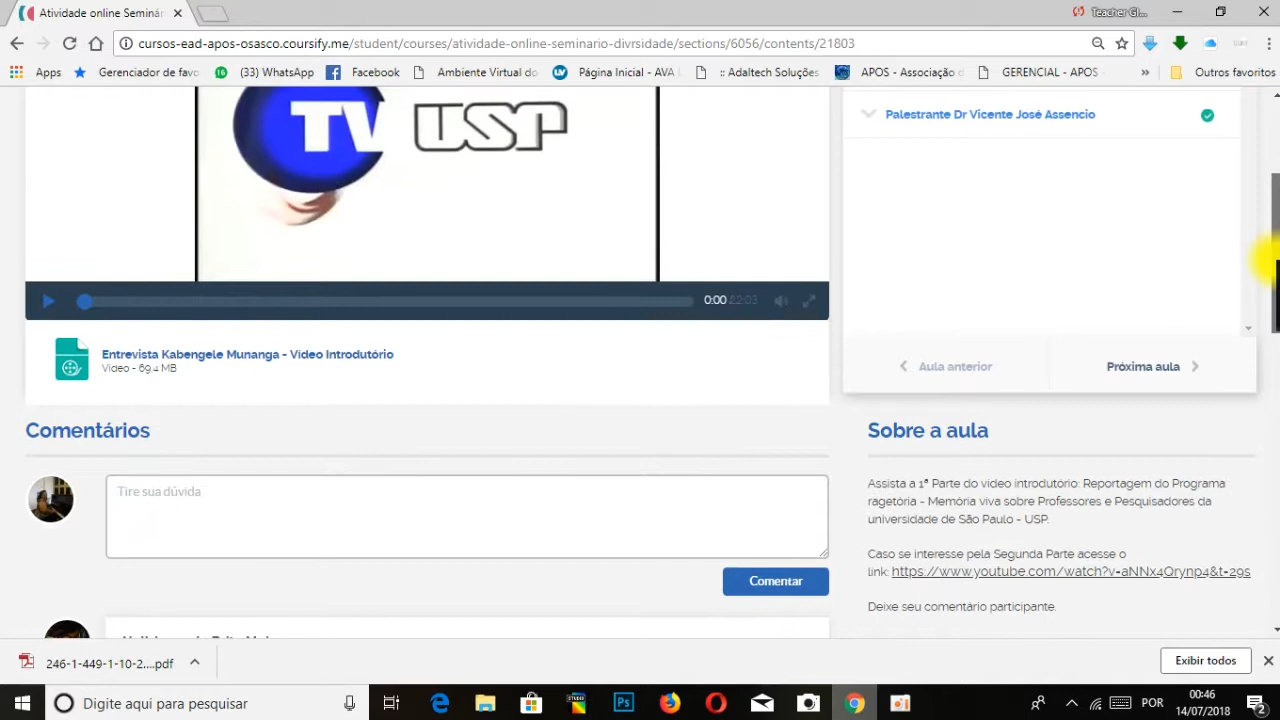 Atividade online Seminár
Teacher Gl...
cursos-ead-apos-osasco.coursify.me/student/courses/atividade-online-seminario-divrsidade/sections/6056/contents/21803
Apps
Gerenciador de favo
(33) WhatsApp
Facebook
Ambiente Virtual do
Página Inicial - AVA
:: Adaltech Soluções
APOs - Associação d
GERENCIAL - APOS -
»
Outros favoritos
TV USP
Palestrante Dr Vicente José Assencio
0:00
12:03
Entrevista Kabengele Munanga - Vídeo Introdutório
Vídeo - 69.4 MB
Aula anterior
Próxima aula
Comentários
Tire sua dúvida
Comentar
Sobre a aula
Assista a 1ª Parte do video introdutório: Reportagem do Programa
ragetória - Memória viva sobre Professores e Pesquisadores da
universidade de São Paulo - USP.
Caso se interesse pela Segunda Parte acesse o
link: https://www.youtube.com/watch?v=aNNx4Orynp4&t=29s
Deixe seu comentário participante.
246-1-449-1-10-2....pdf
Exibir todos
Digite aqui para pesquisar
POR
00:46
14/07/2018
2